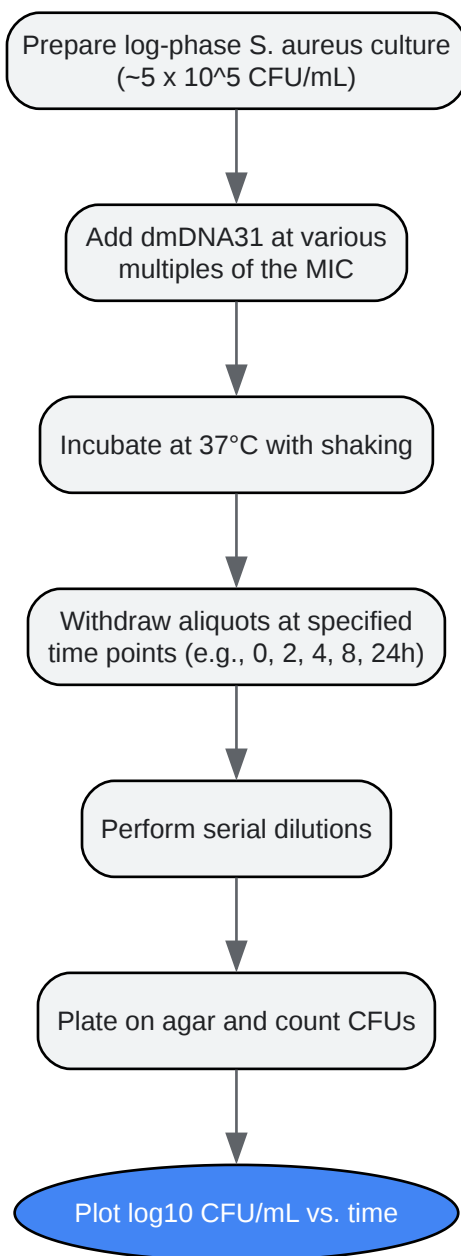 Prepare log-phase S. aureus culture
(~5 x 10^5 CFU/mL)
Add dmDNA31 at various
multiples of the MIC
Incubate at 37°C with shaking
Withdraw aliquots at specified
time points (e.g., 0, 2, 4, 8, 24h)
Perform serial dilutions
Plate on agar and count CFUs
Plot log10 CFU/mL vs. time